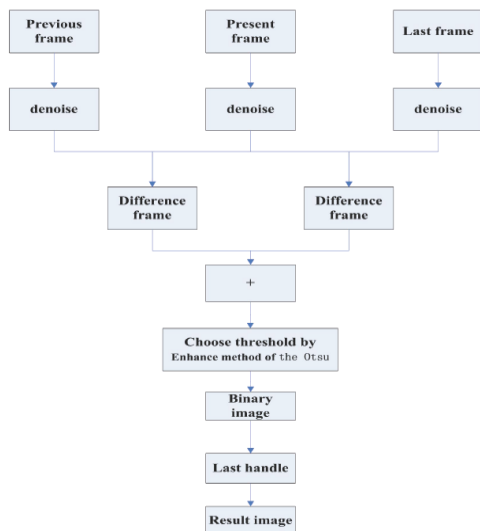 Previous
frame
Present
frame
Last frame
denoise
denoise
denoise
Difference
frame
Difference
frame
+
Choose threshold by
Enhance method of the Otsu
Binary
image
Last handle
Result image